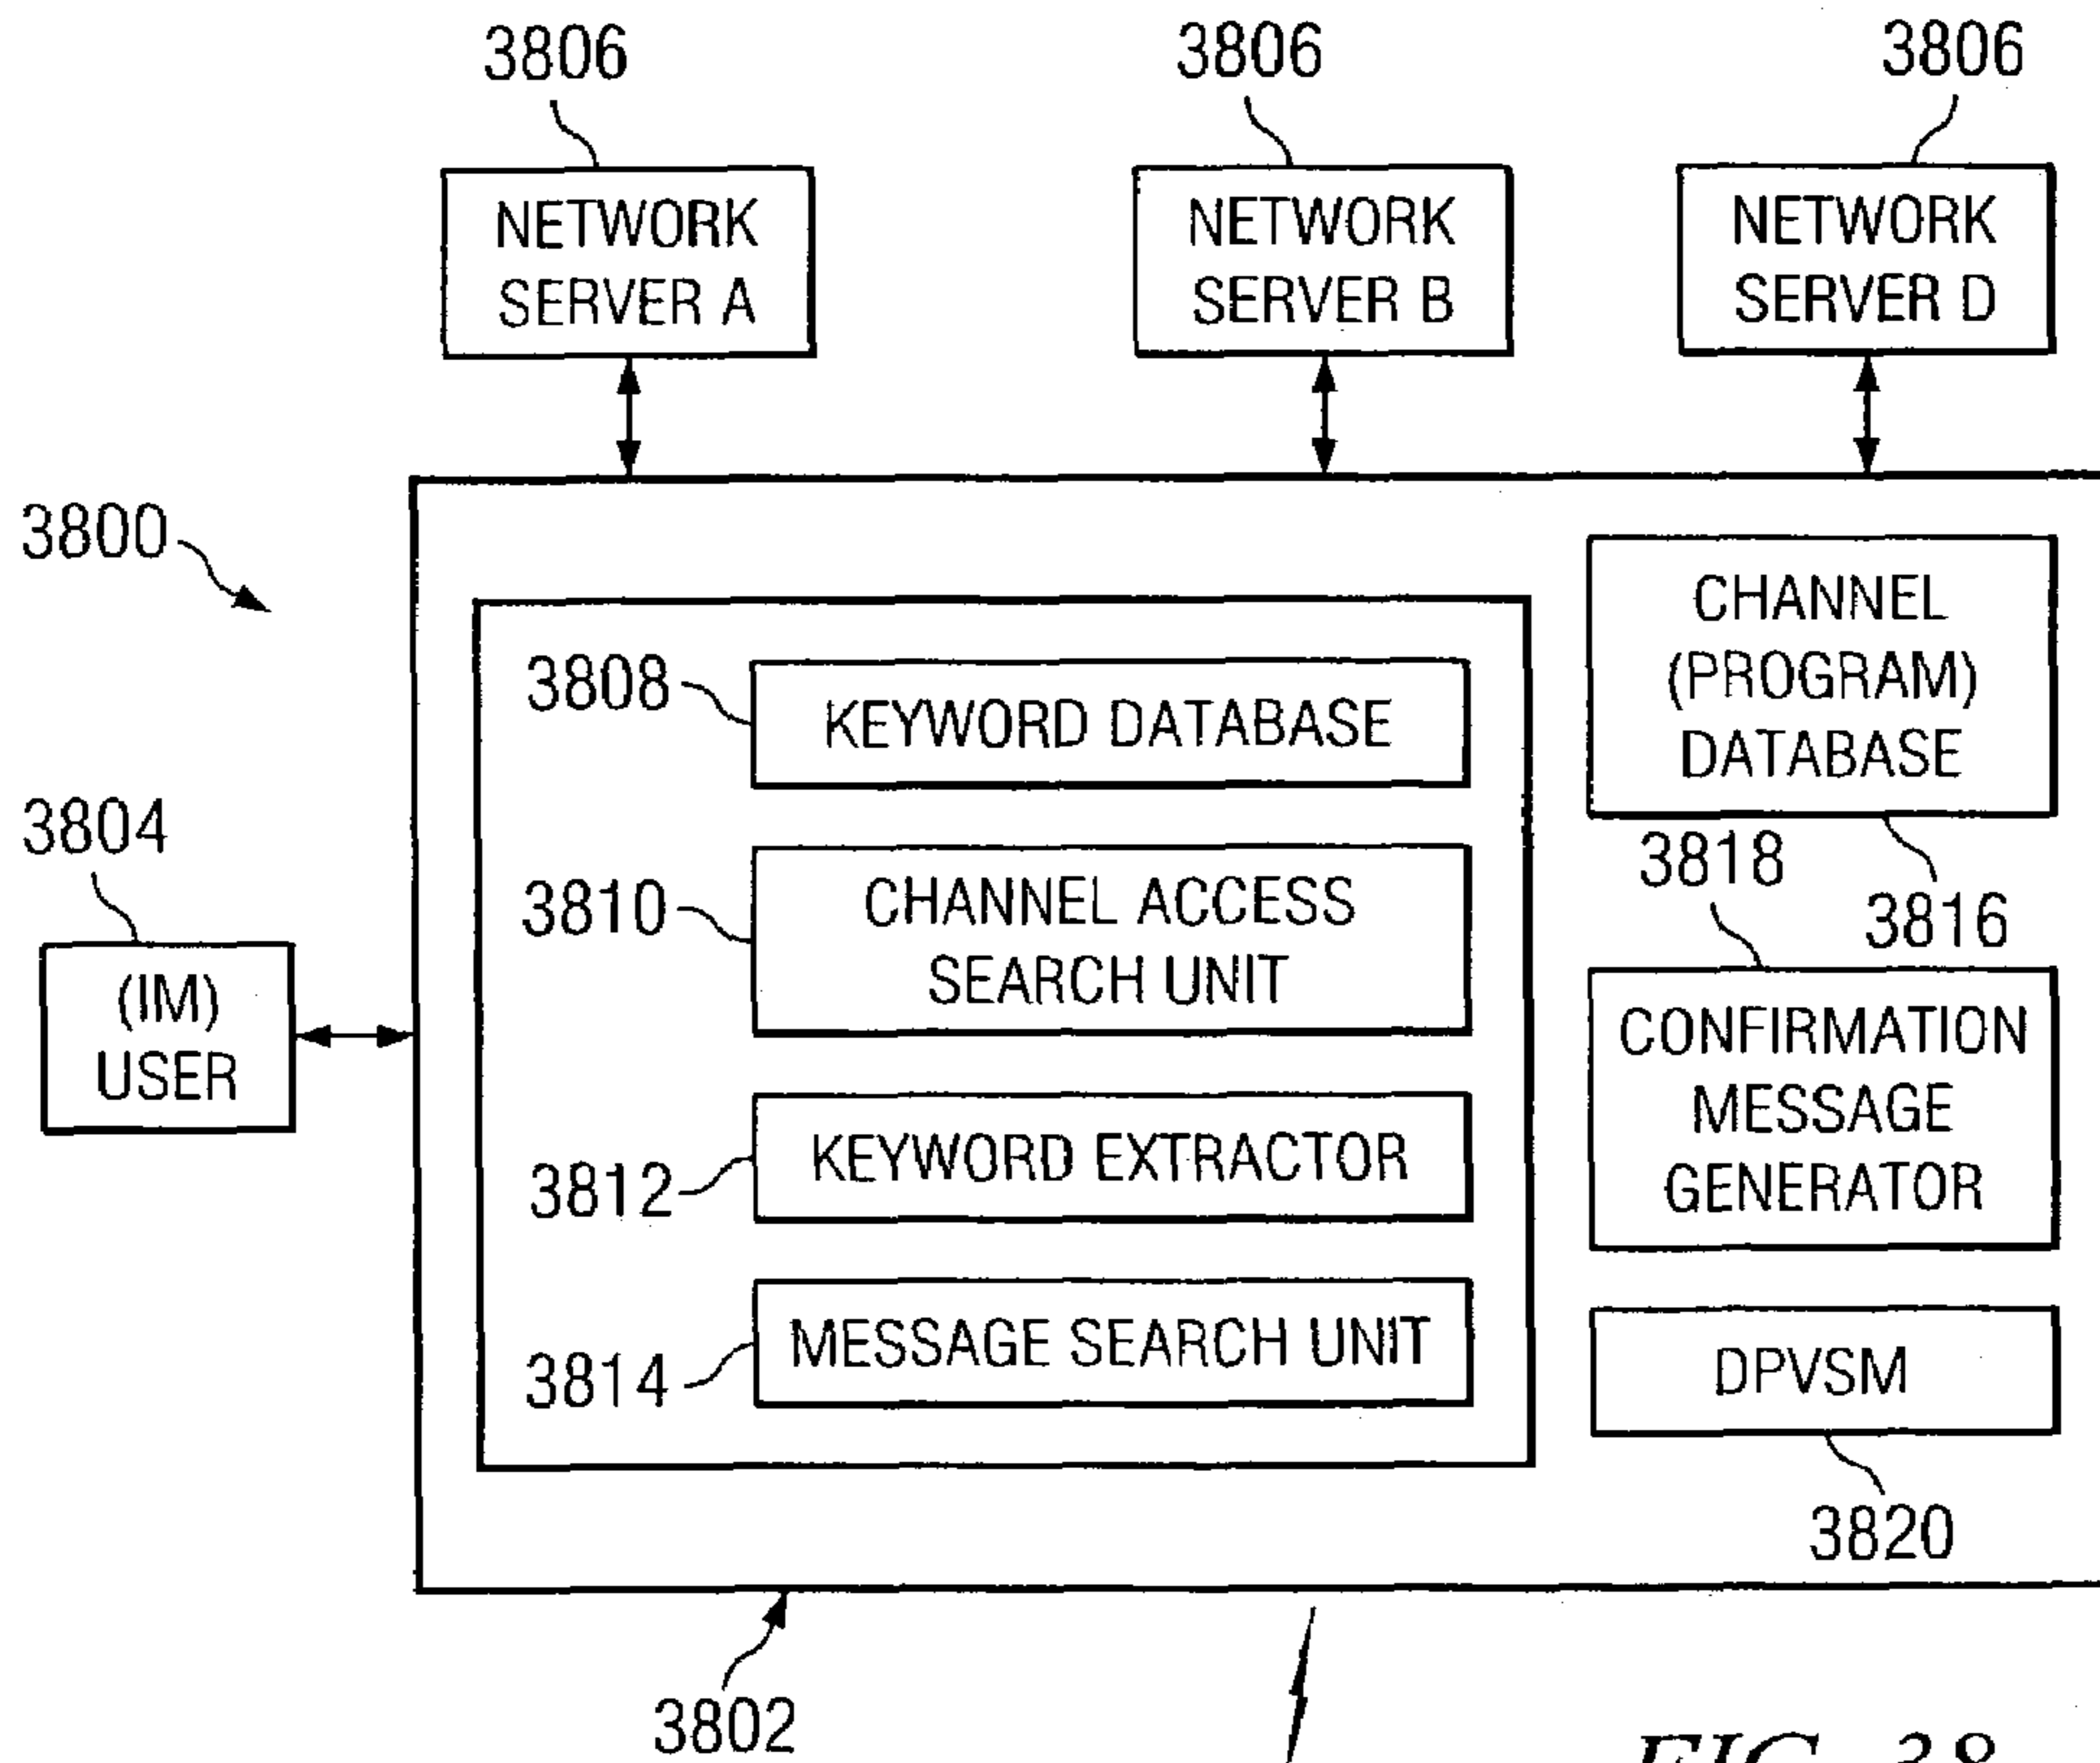 3806
3806
3806
NETWORK
SERVER A
NETWORK
SERVER B
NETWORK
SERVER D
3800
3808
KEYWORD DATABASE
CHANNEL
(PROGRAM)
DATABASE
3816
3804
(IM)
USER
3810
CHANNEL ACCESS
SEARCH UNIT
3818
CONFIRMATION
MESSAGE
GENERATOR
3812
KEYWORD EXTRACTOR
3814
MESSAGE SEARCH UNIT
DPVSM
3820
3802
FIG. 38